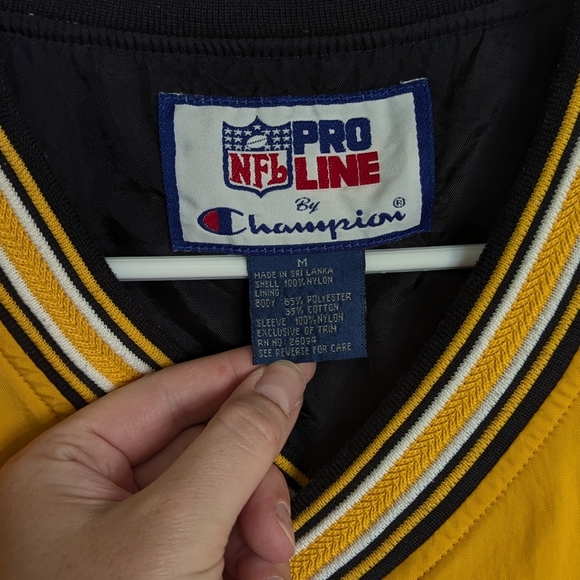 NFL PRO LINE
By
Champion®
M
MADE IN SRI LANKA
SHELL 100% NYLON
LINING
BODY 65% POLYESTER
35% COTTON
SLEEVE 100% NYLON
EXCLUSIVE OF TRIM
RN NO: 26094
SEE REVERSE FOR CARE